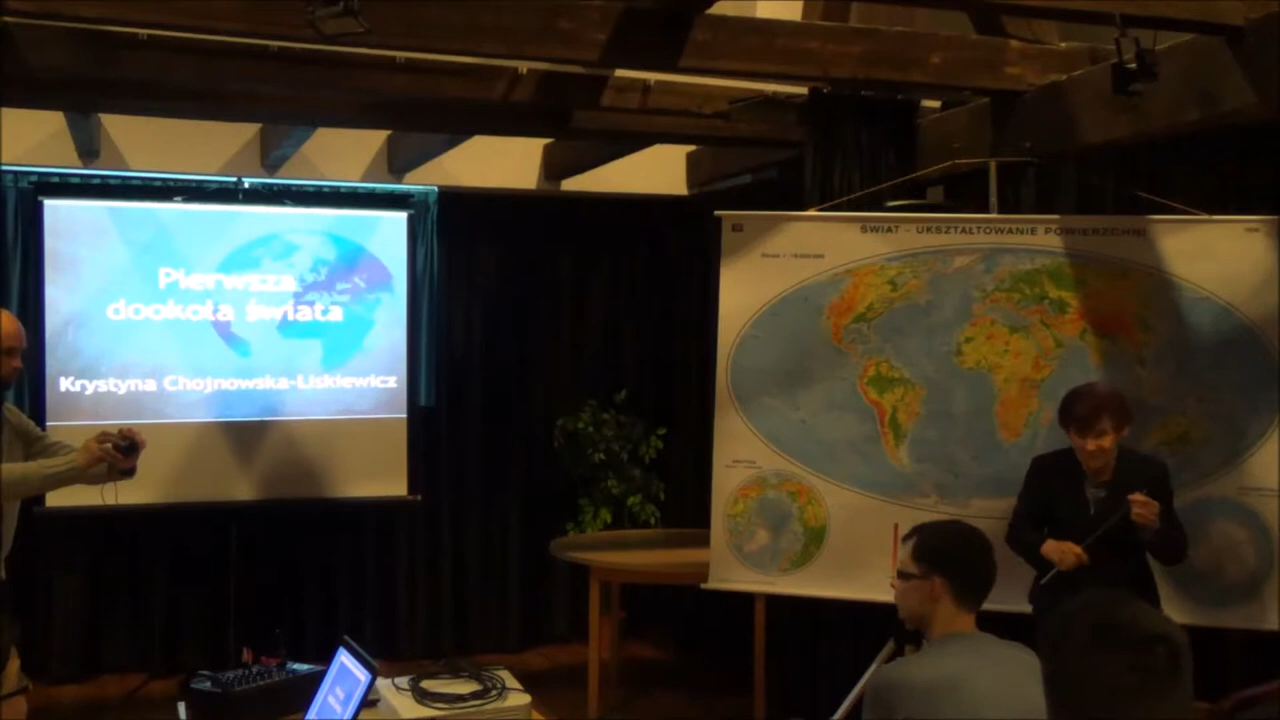 Pierwsza
dookoła świata
Krystyna Chojnowska-Liskiewicz
ŚWIAT - UKSZTAŁTOWANIE POWIERZCHNI